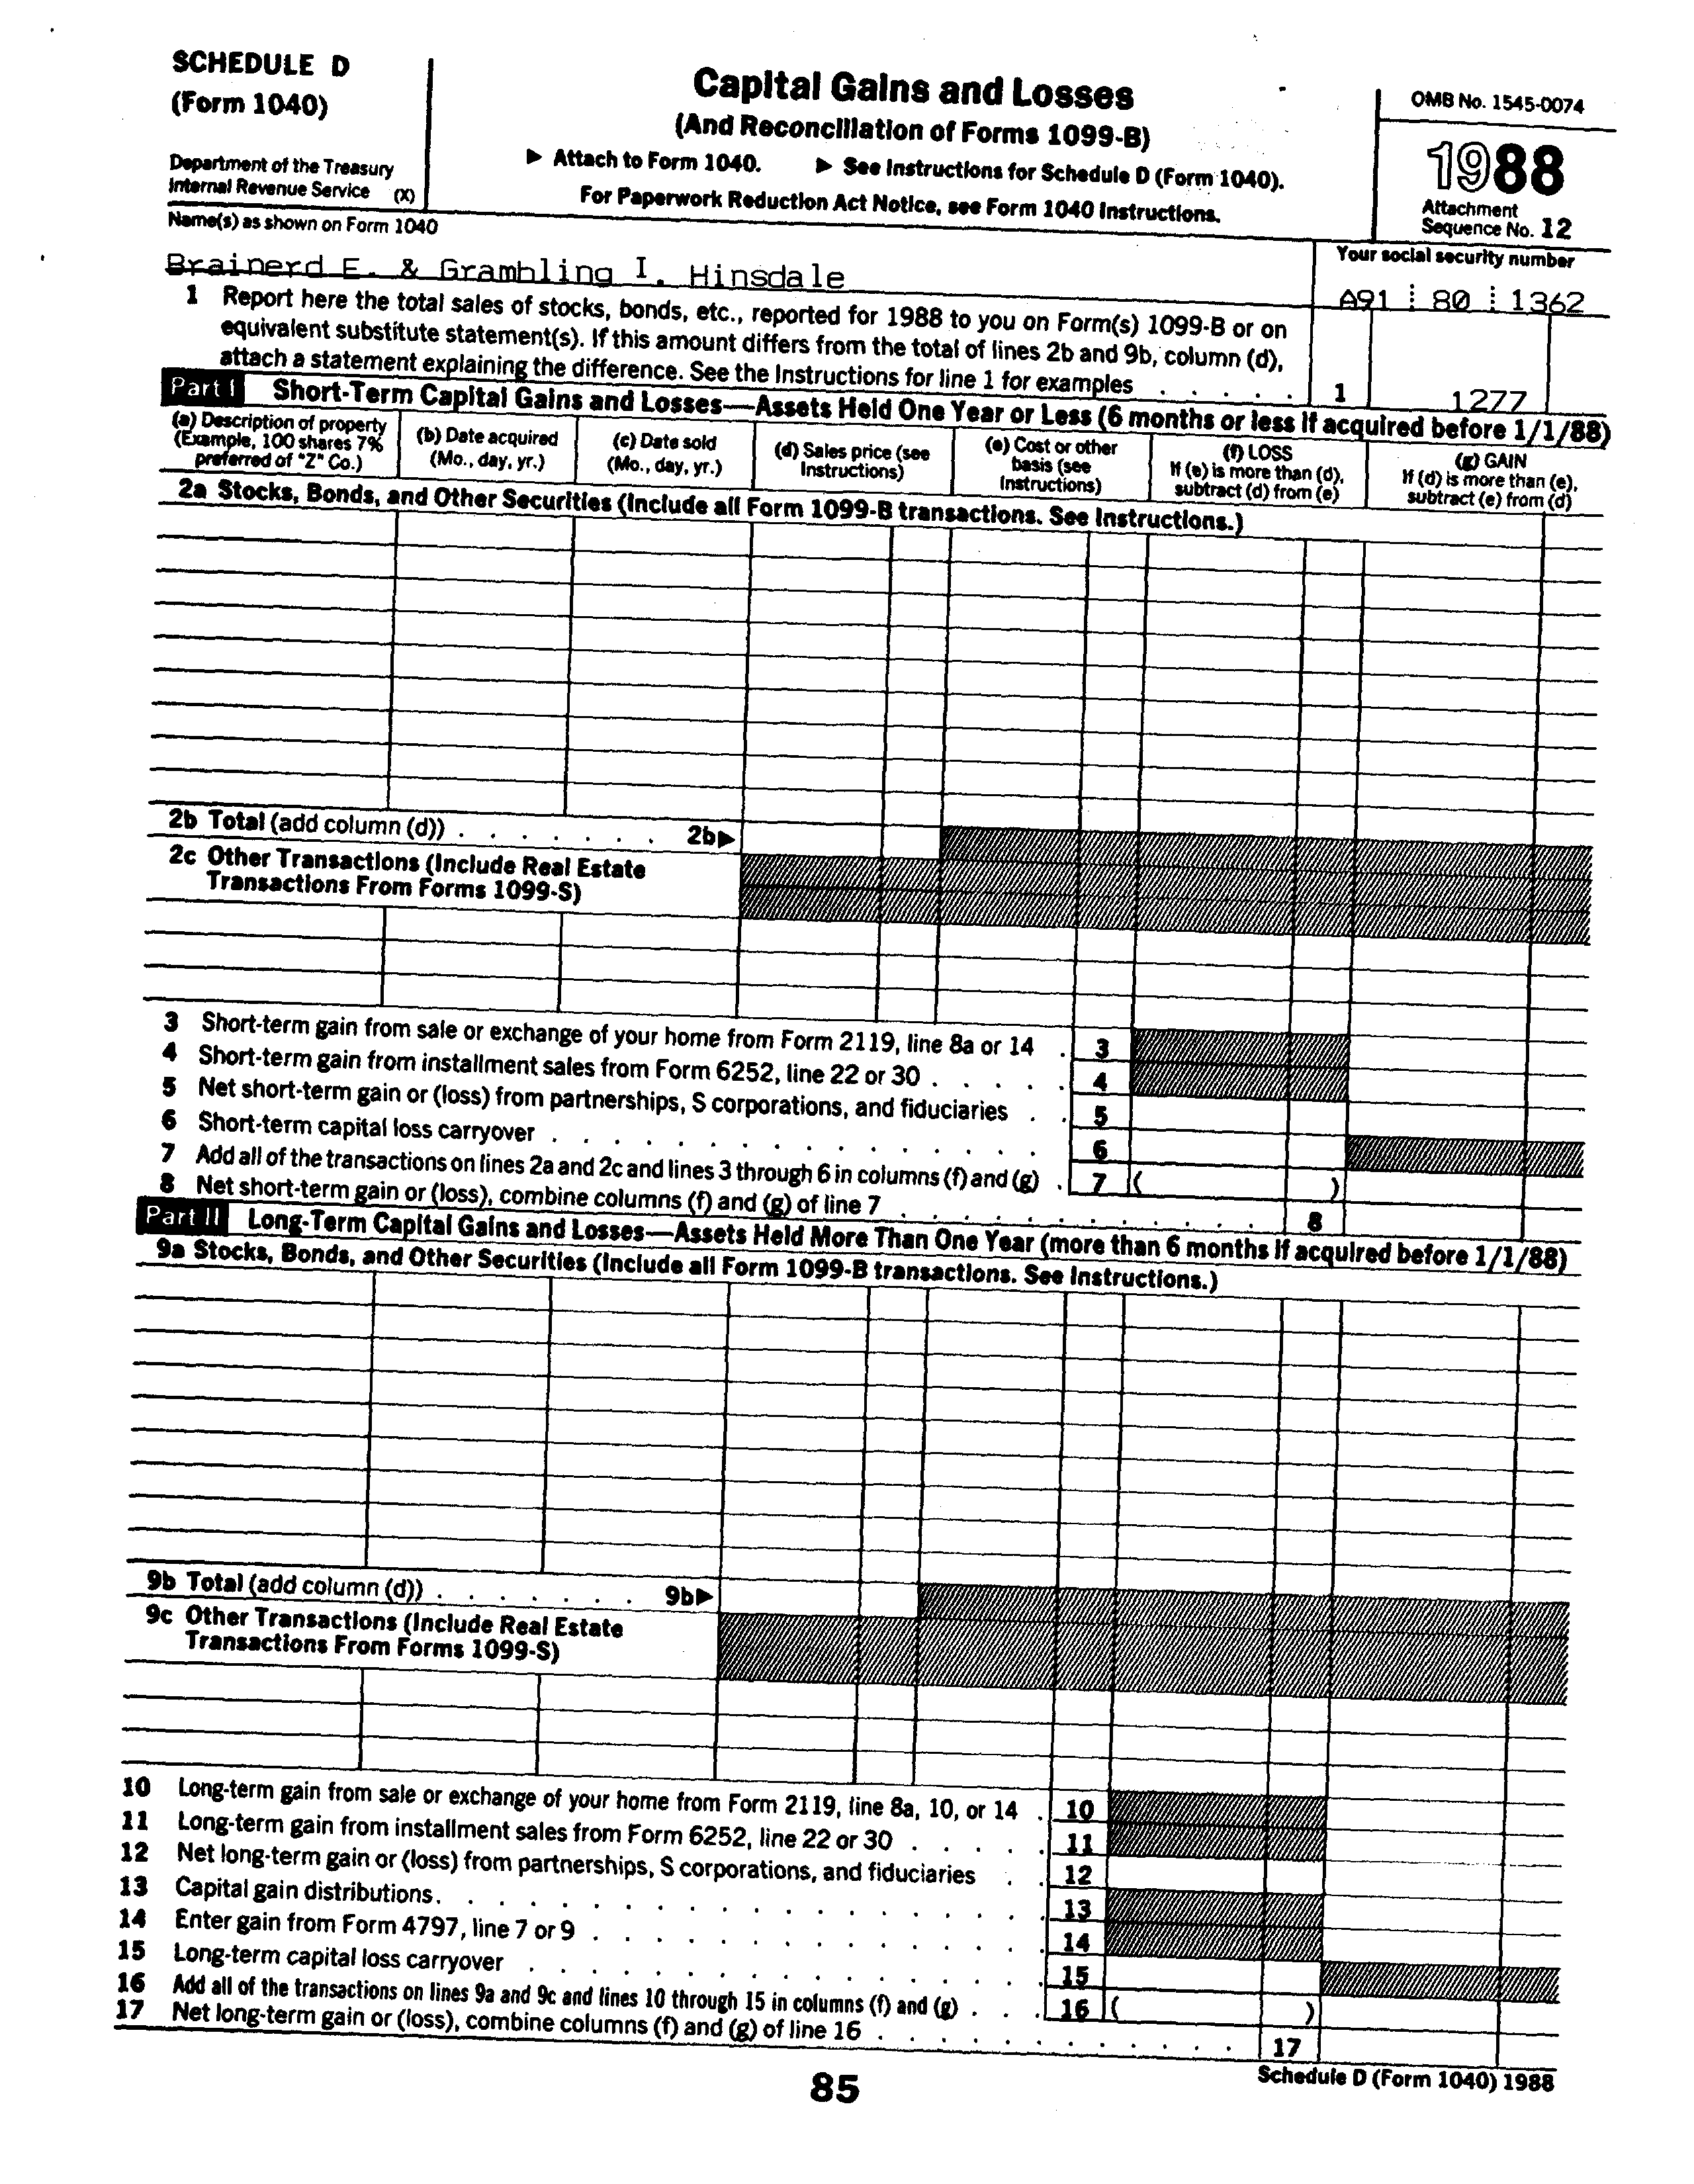 SCHEDULE D
(Form 1040)
Department of the Treasury
Internal Revenue Service (X)
Capital Gains and Losses
(And Reconciliation of Forms 1099-B)
▶ Attach to Form 1040. ▶ See Instructions for Schedule D (Form 1040).
For Paperwork Reduction Act Notice, see Form 1040 Instructions.
OMB No. 1545-0074
1988
Attachment
Sequence No. 12
Name(s) as shown on Form 1040
Your social security number
Brainerd E. & Grambling I. Hinsdale
A91 80 1362
1 Report here the total sales of stocks, bonds, etc., reported for 1988 to you on Form(s) 1099-B or on
equivalent substitute statement(s). If this amount differs from the total of lines 2b and 9b, column (d),
attach a statement explaining the difference. See the Instructions for line 1 for examples . . . . . 1 1277
Part I Short-Term Capital Gains and Losses—Assets Held One Year or Less (6 months or less if acquired before 1/1/88)
(a) Description of property
(Example, 100 shares 7%
preferred of "Z" Co.)
(b) Date acquired
(Mo., day, yr.)
(c) Date sold
(Mo., day, yr.)
(d) Sales price (see
Instructions)
(e) Cost or other
basis (see
Instructions)
(f) LOSS
If (e) is more than (d),
subtract (d) from (e)
(g) GAIN
If (d) is more than (e),
subtract (e) from (d)
2a Stocks, Bonds, and Other Securities (Include all Form 1099-B transactions. See Instructions.)
2b Total (add column (d)) . . . . . . . 2b▶
2c Other Transactions (Include Real Estate
Transactions From Forms 1099-S)
3 Short-term gain from sale or exchange of your home from Form 2119, line 8a or 14 . 3
4 Short-term gain from installment sales from Form 6252, line 22 or 30 . . . . . 4
5 Net short-term gain or (loss) from partnerships, S corporations, and fiduciaries . . 5
6 Short-term capital loss carryover . . . . . . . . . . . . . . . . 6
7 Add all of the transactions on lines 2a and 2c and lines 3 through 6 in columns (f) and (g) . 7 ( )
8 Net short-term gain or (loss), combine columns (f) and (g) of line 7 . . . . . . . . . . . . 8
Part II Long-Term Capital Gains and Losses—Assets Held More Than One Year (more than 6 months if acquired before 1/1/88)
9a Stocks, Bonds, and Other Securities (Include all Form 1099-B transactions. See Instructions.)
9b Total (add column (d)) . . . . . . . 9b▶
9c Other Transactions (Include Real Estate
Transactions From Forms 1099-S)
10 Long-term gain from sale or exchange of your home from Form 2119, line 8a, 10, or 14 . 10
11 Long-term gain from installment sales from Form 6252, line 22 or 30 . . . . . 11
12 Net long-term gain or (loss) from partnerships, S corporations, and fiduciaries . . 12
13 Capital gain distributions. . . . . . . . . . . . . . . . . . . . 13
14 Enter gain from Form 4797, line 7 or 9 . . . . . . . . . . . . . . . 14
15 Long-term capital loss carryover . . . . . . . . . . . . . . . . . 15
16 Add all of the transactions on lines 9a and 9c and lines 10 through 15 in columns (f) and (g) . . . 16 ( )
17 Net long-term gain or (loss), combine columns (f) and (g) of line 16 . . . . . . . . . . . . 17
Schedule D (Form 1040) 1988
85